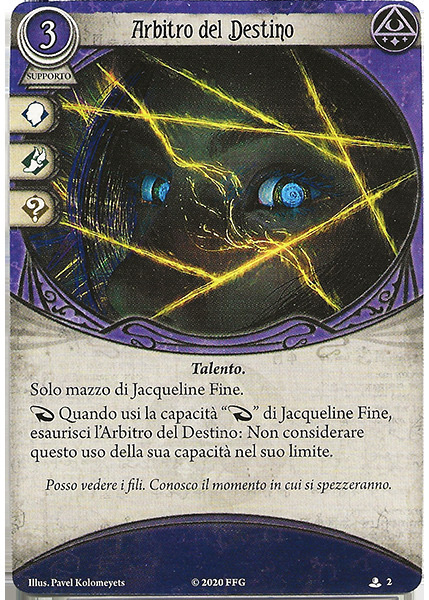 3
Arbitro del Destino
SUPPORTO
?
Talento.
Solo mazzo di Jacqueline Fine.
Quando usi la capacità “ ” di Jacqueline Fine,
esaurisci l’Arbitro del Destino: Non considerare
questo uso della sua capacità nel suo limite.
Posso vedere i fili. Conosco il momento in cui si spezzeranno.
Illus. Pavel Kolomeyets © 2020 FFG 2